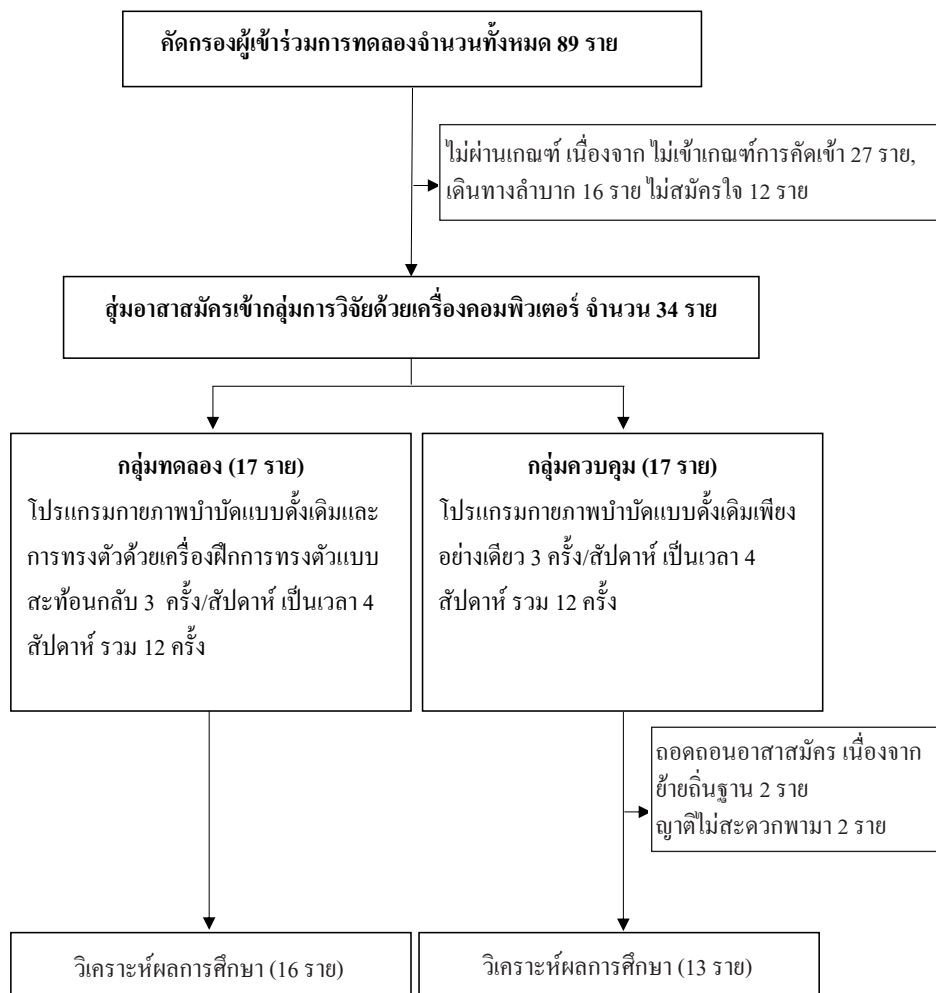 คัดกรองผู้เข้าร่วมการทดลองจำนวนทั้งหมด 89 ราย
ไม่ผ่านเกณฑ์ เนื่องจาก ไม่เข้าเกณฑ์การคัดเข้า 27 ราย,
เดินทางลำบาก 16 ราย ไม่สมัครใจ 12 ราย
สุ่มอาสาสมัครเข้ากลุ่มการวิจัยด้วยเครื่องคอมพิวเตอร์ จำนวน 34 ราย
กลุ่มทดลอง (17 ราย)
โปรแกรมกายภาพบำบัดแบบดั้งเดิมและ
การทรงตัวด้วยเครื่องฝึกการทรงตัวแบบ
สะท้อนกลับ 3 ครั้ง/สัปดาห์ เป็นเวลา 4
สัปดาห์ รวม 12 ครั้ง
กลุ่มควบคุม (17 ราย)
โปรแกรมกายภาพบำบัดแบบดั้งเดิมเพียง
อย่างเดียว 3 ครั้ง/สัปดาห์ เป็นเวลา 4
สัปดาห์ รวม 12 ครั้ง
ถอดถอนอาสาสมัคร เนื่องจาก
ย้ายถิ่นฐาน 2 ราย
ญาติไม่สะดวกพามา 2 ราย
วิเคราะห์ผลการศึกษา (16 ราย)
วิเคราะห์ผลการศึกษา (13 ราย)